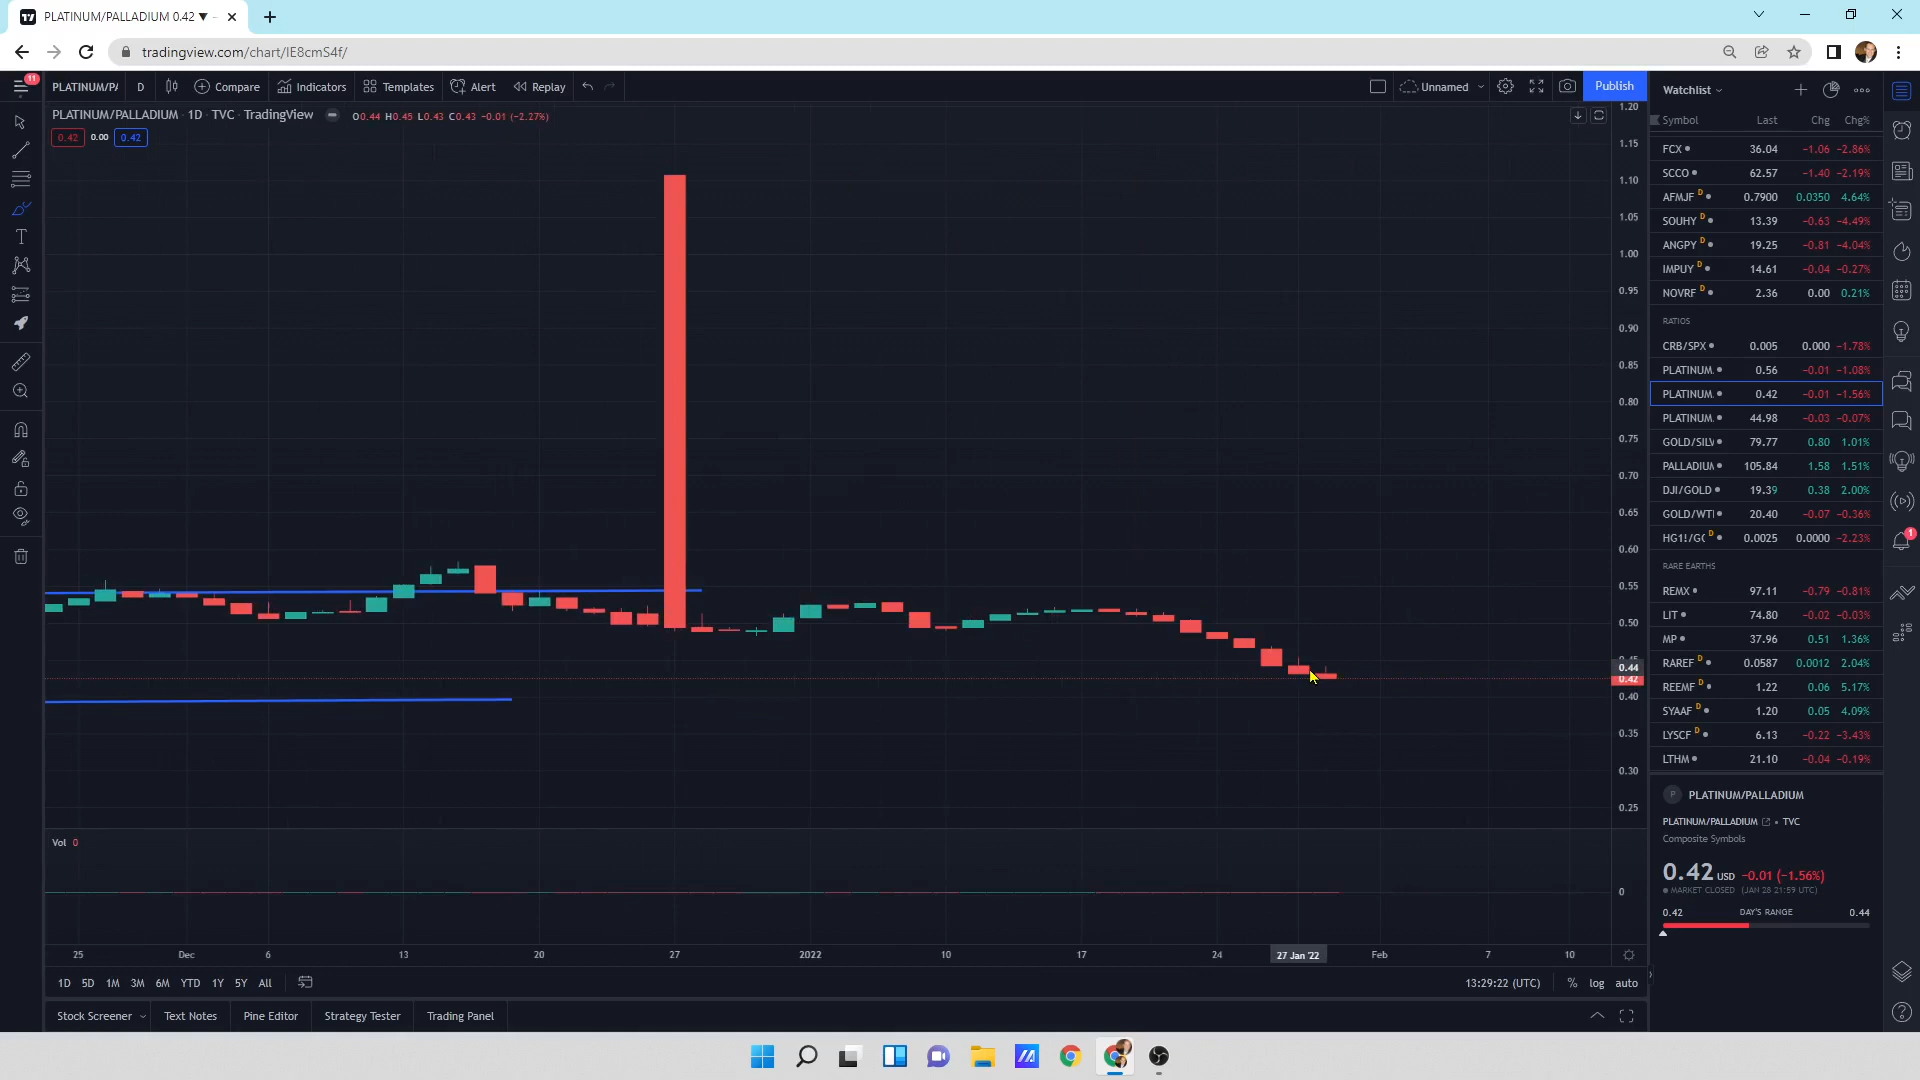 PLATINUM/PALLADIUM 0.42 ▼
tradingview.com/chart/IE8cmS4f/
11
PLATINUM/PA D Compare Indicators Templates Alert Replay Unnamed Publish
PLATINUM/PALLADIUM · 1D · TVC · TradingView O0.44 H0.45 L0.43 C0.43 −0.01 (−2.27%)
0.42 0.00 0.42
1.20
1.15
1.10
1.05
1.00
0.95
0.90
0.85
0.80
0.75
0.70
0.65
0.60
0.55
0.50
0.44
0.42
0.40
0.35
0.30
0.25
Vol 0
0
25 Dec 6 13 20 27 2022 10 17 24 27 Jan '22 Feb 7 10
1D 5D 1M 3M 6M YTD 1Y 5Y All 13:29:22 (UTC) % log auto
Stock Screener Text Notes Pine Editor Strategy Tester Trading Panel
Watchlist
Symbol Last Chg Chg%
FCX 36.04 −1.06 −2.86%
SCCO 62.57 −1.40 −2.19%
AFMJF D 0.7900 0.0350 4.64%
SOUHY D 13.39 −0.63 −4.49%
ANGPY D 19.25 −0.81 −4.04%
IMPUY D 14.61 −0.04 −0.27%
NOVRF D 2.36 0.00 0.21%
RATIOS
CRB/SPX 0.005 0.000 −1.78%
PLATINUM. 0.56 −0.01 −1.08%
PLATINUM. 0.42 −0.01 −1.56%
PLATINUM. 44.98 −0.03 −0.07%
GOLD/SILV 79.77 0.80 1.01%
PALLADIUM 105.84 1.58 1.51%
DJI/GOLD 19.39 0.38 2.00%
GOLD/WTI 20.40 −0.07 −0.36%
HG1!/GC D 0.0025 0.0000 −2.23%
RARE EARTHS
REMX 97.11 −0.79 −0.81%
LIT 74.80 −0.02 −0.03%
MP 37.96 0.51 1.36%
RAREF D 0.0587 0.0012 2.04%
REEMF D 1.22 0.06 5.17%
SYAAF D 1.20 0.05 4.09%
LYSCF D 6.13 −0.22 −3.43%
LTHM 21.10 −0.04 −0.19%
P PLATINUM/PALLADIUM
PLATINUM/PALLADIUM • TVC
Composite Symbols
0.42 USD −0.01 (−1.56%)
MARKET CLOSED (JAN 28 21:59 UTC)
0.42 DAY'S RANGE 0.44
1